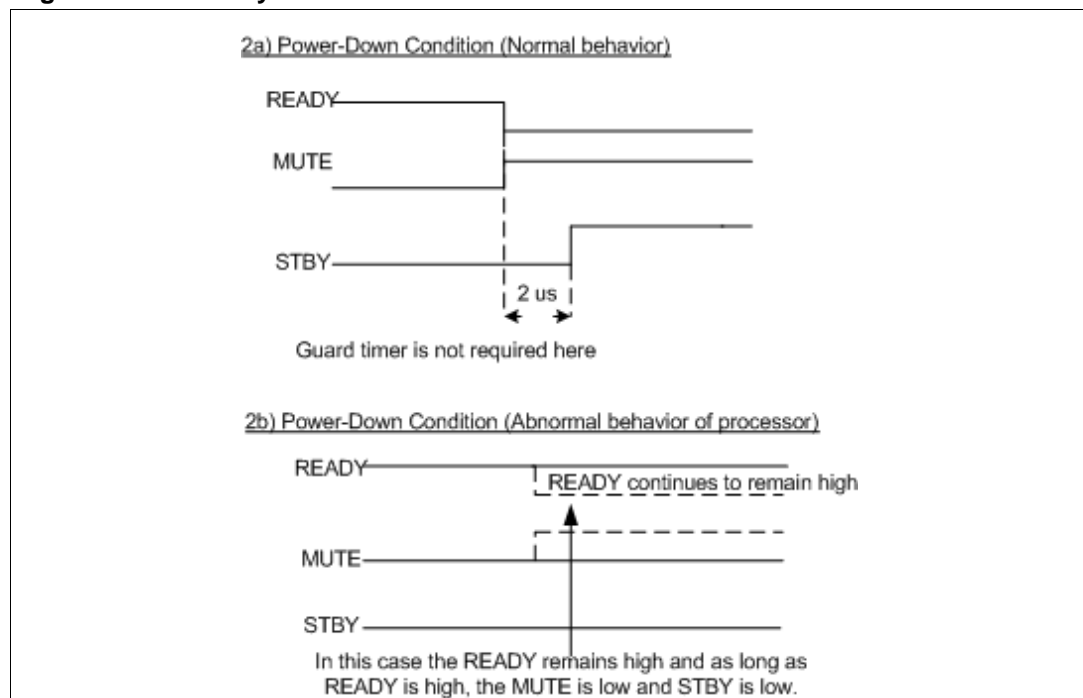 2a) Power-Down Condition (Normal behavior)
READY
MUTE
STBY
2 us
Guard timer is not required here
2b) Power-Down Condition (Abnormal behavior of processor)
READY
READY continues to remain high
MUTE
STBY
In this case the READY remains high and as long as
READY is high, the MUTE is low and STBY is low.